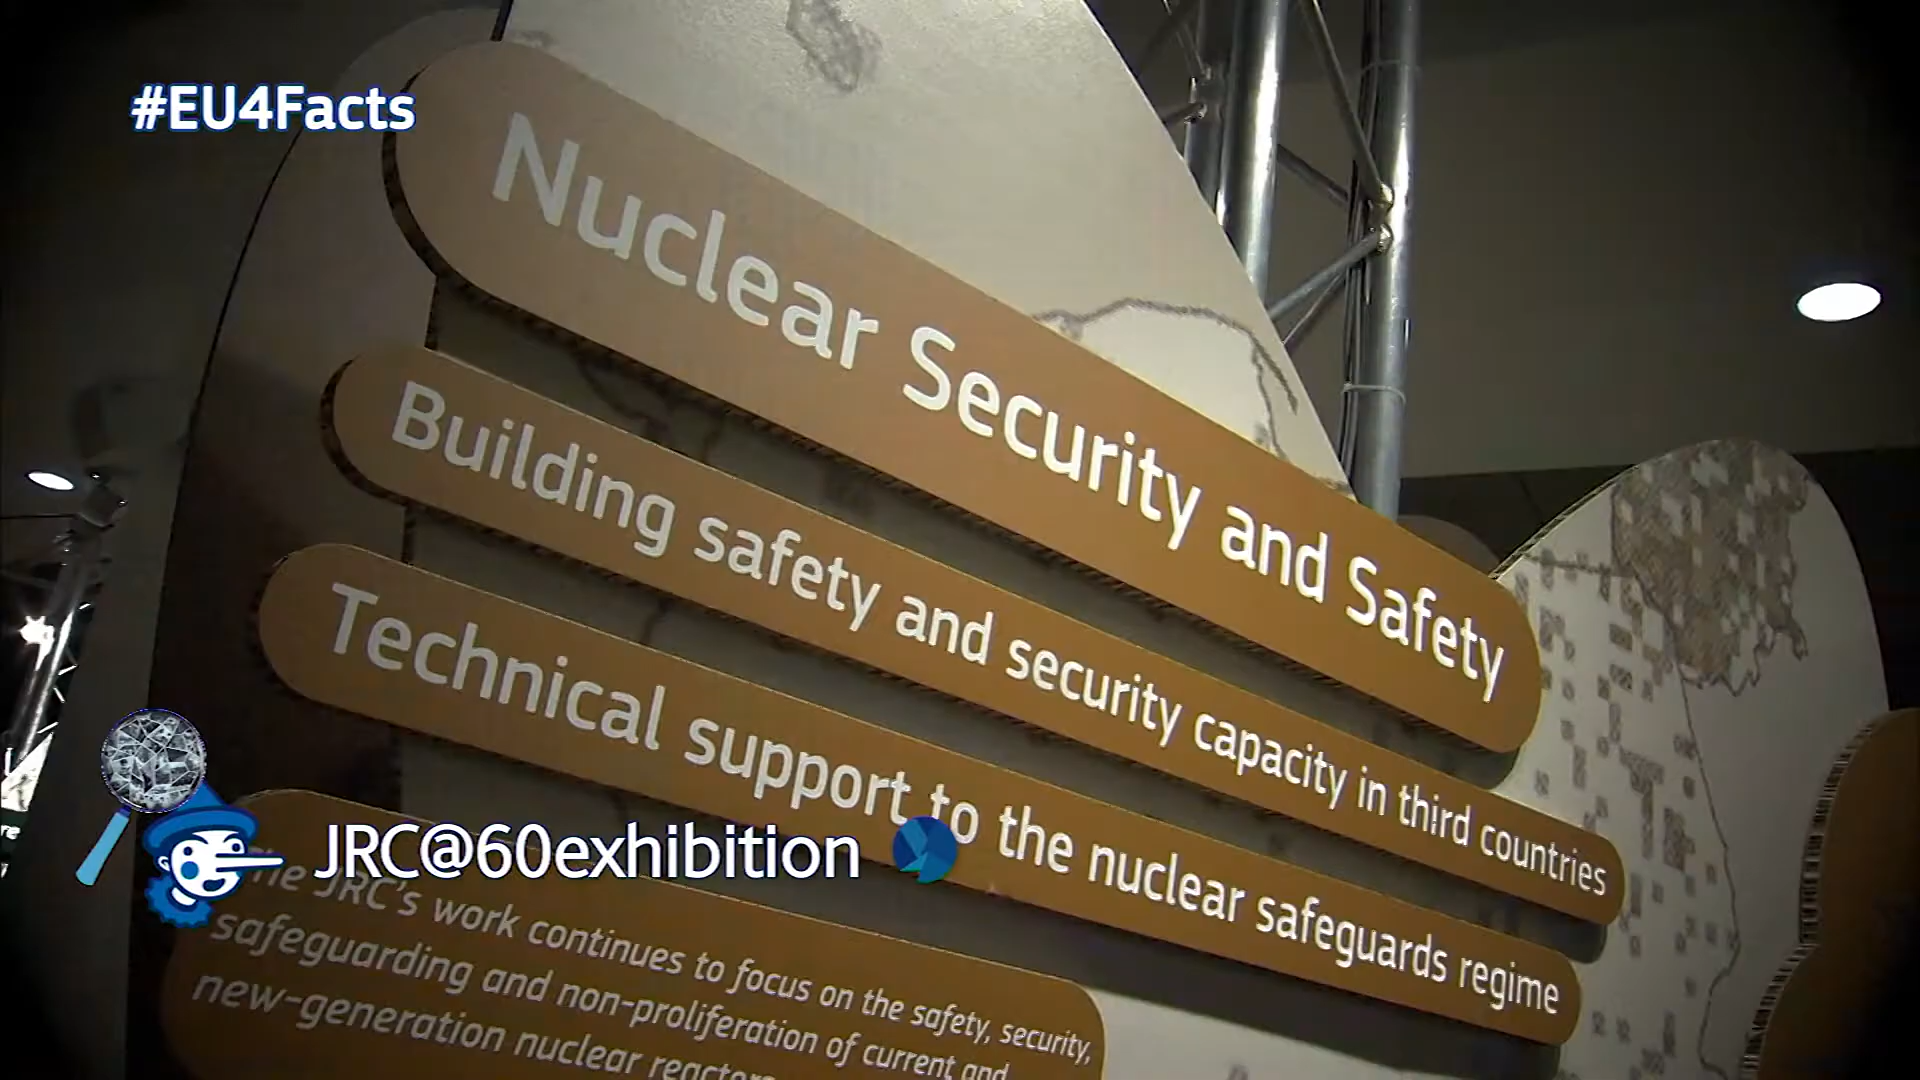 #EU4Facts
Nuclear Security and Safety
Building safety and security capacity in third countries
Technical support to the nuclear safeguards regime
JRC@60exhibition
The JRC's work continues to focus on the safety, security,
safeguarding and non-proliferation of current and
new-generation nuclear reactors